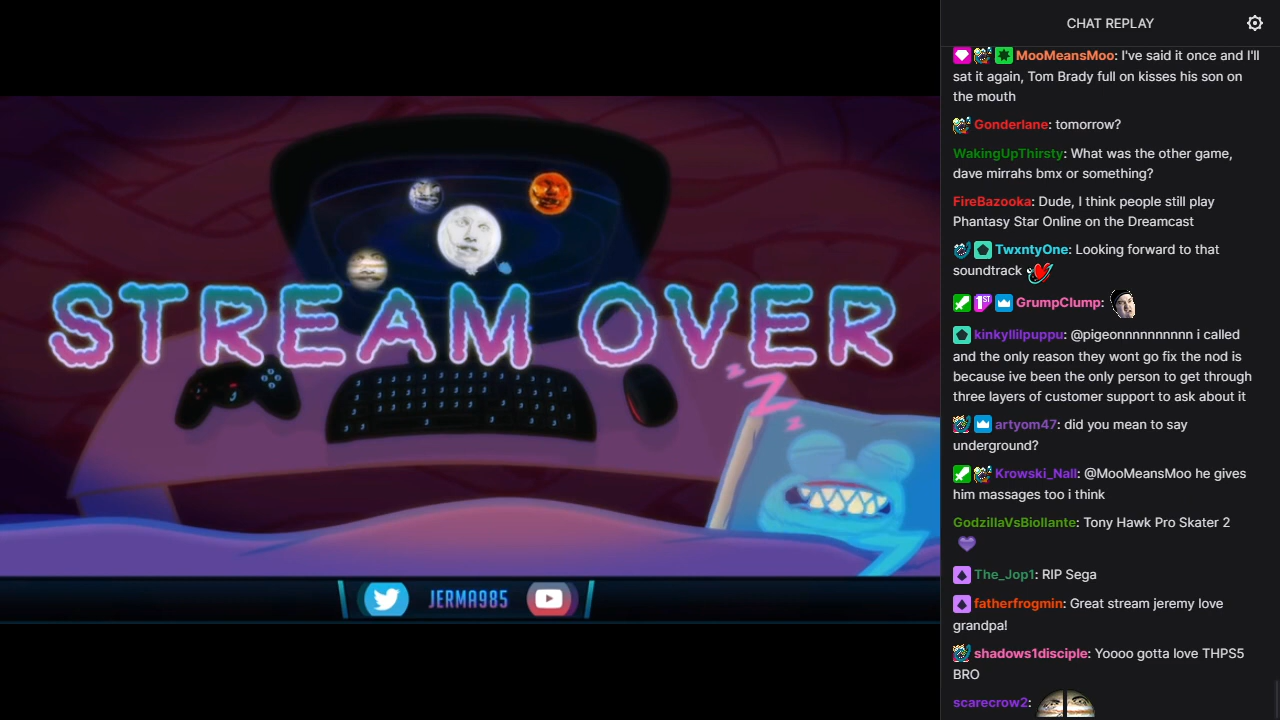 STREAM OVER
Z
Z
Z
JERMA985
CHAT REPLAY
MooMeansMoo: I've said it once and I'll
sat it again, Tom Brady full on kisses his son on
the mouth
Gonderlane: tomorrow?
WakingUpThirsty: What was the other game,
dave mirrahs bmx or something?
FireBazooka: Dude, I think people still play
Phantasy Star Online on the Dreamcast
TwxntyOne: Looking forward to that
soundtrack
1ST GrumpClump:
kinkyllilpuppu: @pigeonnnnnnnnnn i called
and the only reason they wont go fix the nod is
because ive been the only person to get through
three layers of customer support to ask about it
artyom47: did you mean to say
underground?
Krowski_Nall: @MooMeansMoo he gives
him massages too i think
GodzillaVsBiollante: Tony Hawk Pro Skater 2
The_Jop1: RIP Sega
fatherfrogmin: Great stream jeremy love
grandpa!
shadows1disciple: Yoooo gotta love THPS5
BRO
scarecrow2: